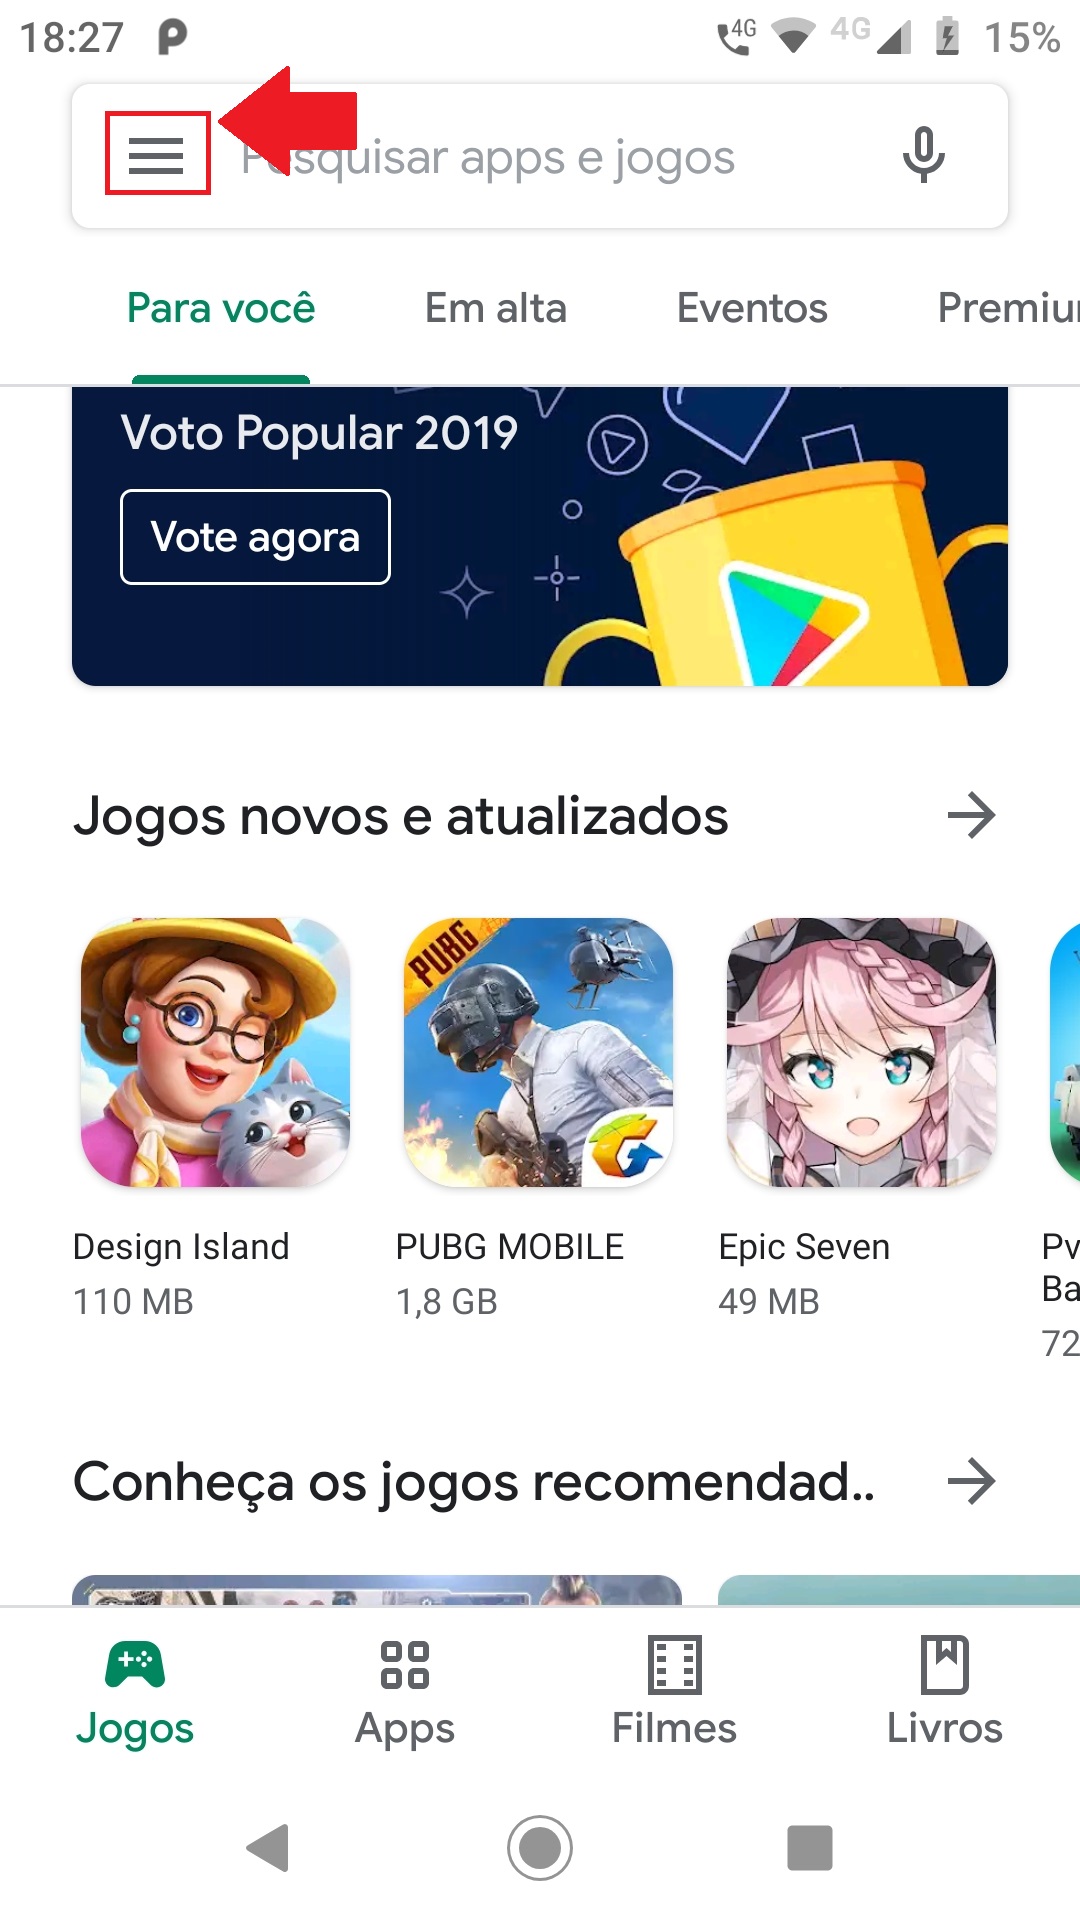 18:27 4G 4G 15%
Pesquisar apps e jogos
Para você Em alta Eventos Premiu
Voto Popular 2019
Vote agora
Jogos novos e atualizados
PUBG
Design Island PUBG MOBILE Epic Seven Pv
Ba
110 MB 1,8 GB 49 MB 72
Conheça os jogos recomendad..
Jogos Apps Filmes Livros